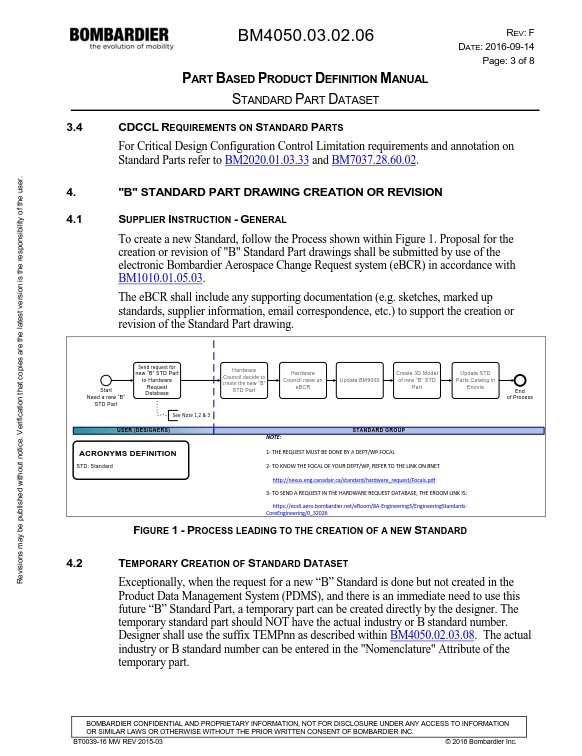 BOMBARDIER
the evolution of mobility
BM4050.03.02.06
REV: F
DATE: 2016-09-14
Page: 3 of 8
PART BASED PRODUCT DEFINITION MANUAL
STANDARD PART DATASET
Revisions may be published without notice. Verification that copies are the latest version is the responsibility of the user.
3.4 CDCCL REQUIREMENTS ON STANDARD PARTS
For Critical Design Configuration Control Limitation requirements and annotation on
Standard Parts refer to BM2020.01.03.33 and BM7037.28.60.02.
4. "B" STANDARD PART DRAWING CREATION OR REVISION
4.1 SUPPLIER INSTRUCTION - GENERAL
To create a new Standard, follow the Process shown within Figure 1. Proposal for the
creation or revision of "B" Standard Part drawings shall be submitted by use of the
electronic Bombardier Aerospace Change Request system (eBCR) in accordance with
BM1010.01.05.03.
The eBCR shall include any supporting documentation (e.g. sketches, marked up
standards, supplier information, email correspondence, etc.) to support the creation or
revision of the Standard Part drawing.
Start
Need a new "B"
STD Part
Send request for
new "B" STD Part
to Hardware
Request
Database
See Note 1,2 & 3
Hardware
Council decide to
create the new "B"
STD Part
Hardware
Council raise an
eBCR
Update BM9000
Create 3D Model
of new "B" STD
Part
Update STD
Parts Catalog in
Enovia
End
of Process
USER (DESIGNERS)
STANDARD GROUP
ACRONYMS DEFINITION
STD: Standard
NOTE:
1- THE REQUEST MUST BE DONE BY A DEPT/WP FOCAL
2- TO KNOW THE FOCAL OF YOUR DEPT/WP, REFER TO THE LINK ON BNET
http://nexus.eng.canadair.ca/standard/hardware_request/Focals.pdf
3- TO SEND A REQUEST IN THE HARDWARE REQUEST DATABASE, THE EROOM LINK IS:
https://ecs8.aero.bombardier.net/eRoom/BA-Engineering3/EngineeringStandards-
CoreEngineering/0_32026
FIGURE 1 - PROCESS LEADING TO THE CREATION OF A NEW STANDARD
4.2 TEMPORARY CREATION OF STANDARD DATASET
Exceptionally, when the request for a new “B” Standard is done but not created in the
Product Data Management System (PDMS), and there is an immediate need to use this
future “B” Standard Part, a temporary part can be created directly by the designer. The
temporary standard part should NOT have the actual industry or B standard number.
Designer shall use the suffix TEMPnn as described within BM4050.02.03.08. The actual
industry or B standard number can be entered in the "Nomenclature" Attribute of the
temporary part.
BOMBARDIER CONFIDENTIAL AND PROPRIETARY INFORMATION, NOT FOR DISCLOSURE UNDER ANY ACCESS TO INFORMATION
OR SIMILAR LAWS OR OTHERWISE WITHOUT THE PRIOR WRITTEN CONSENT OF BOMBARDIER INC.
BT0039-16 MW REV 2015-03
© 2016 Bombardier Inc.